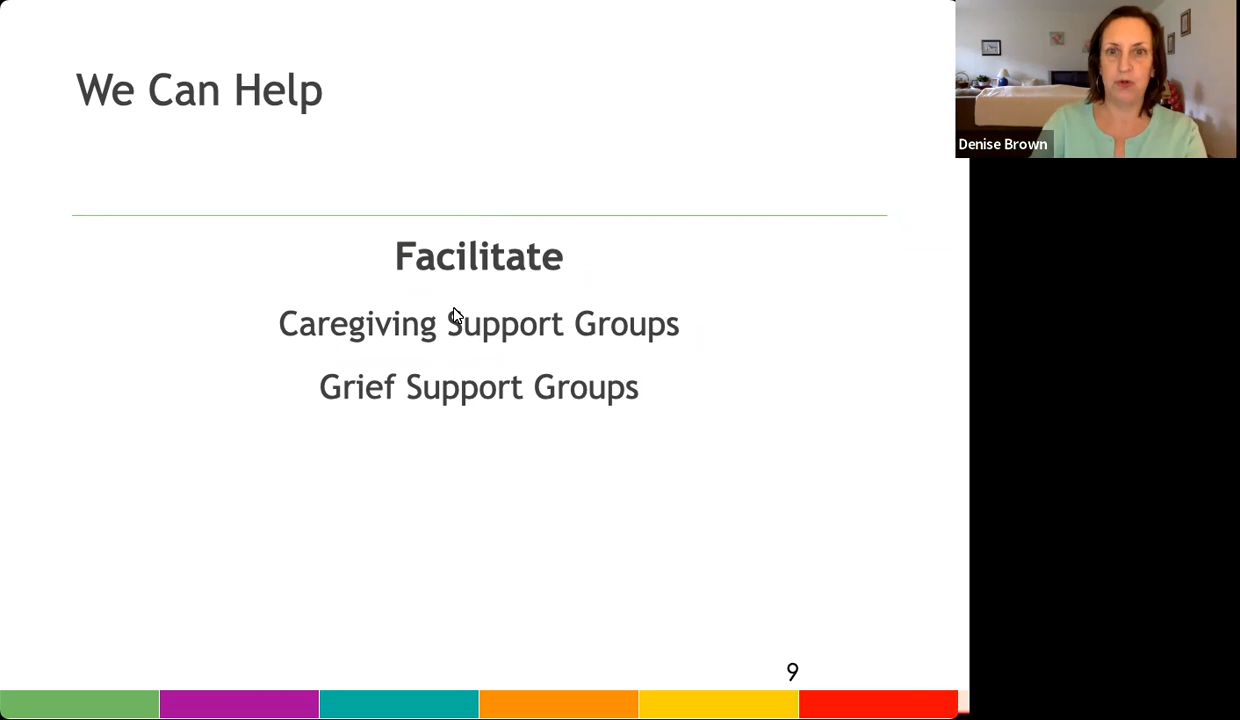 We Can Help
Denise Brown
Facilitate
Caregiving Support Groups
Grief Support Groups
9